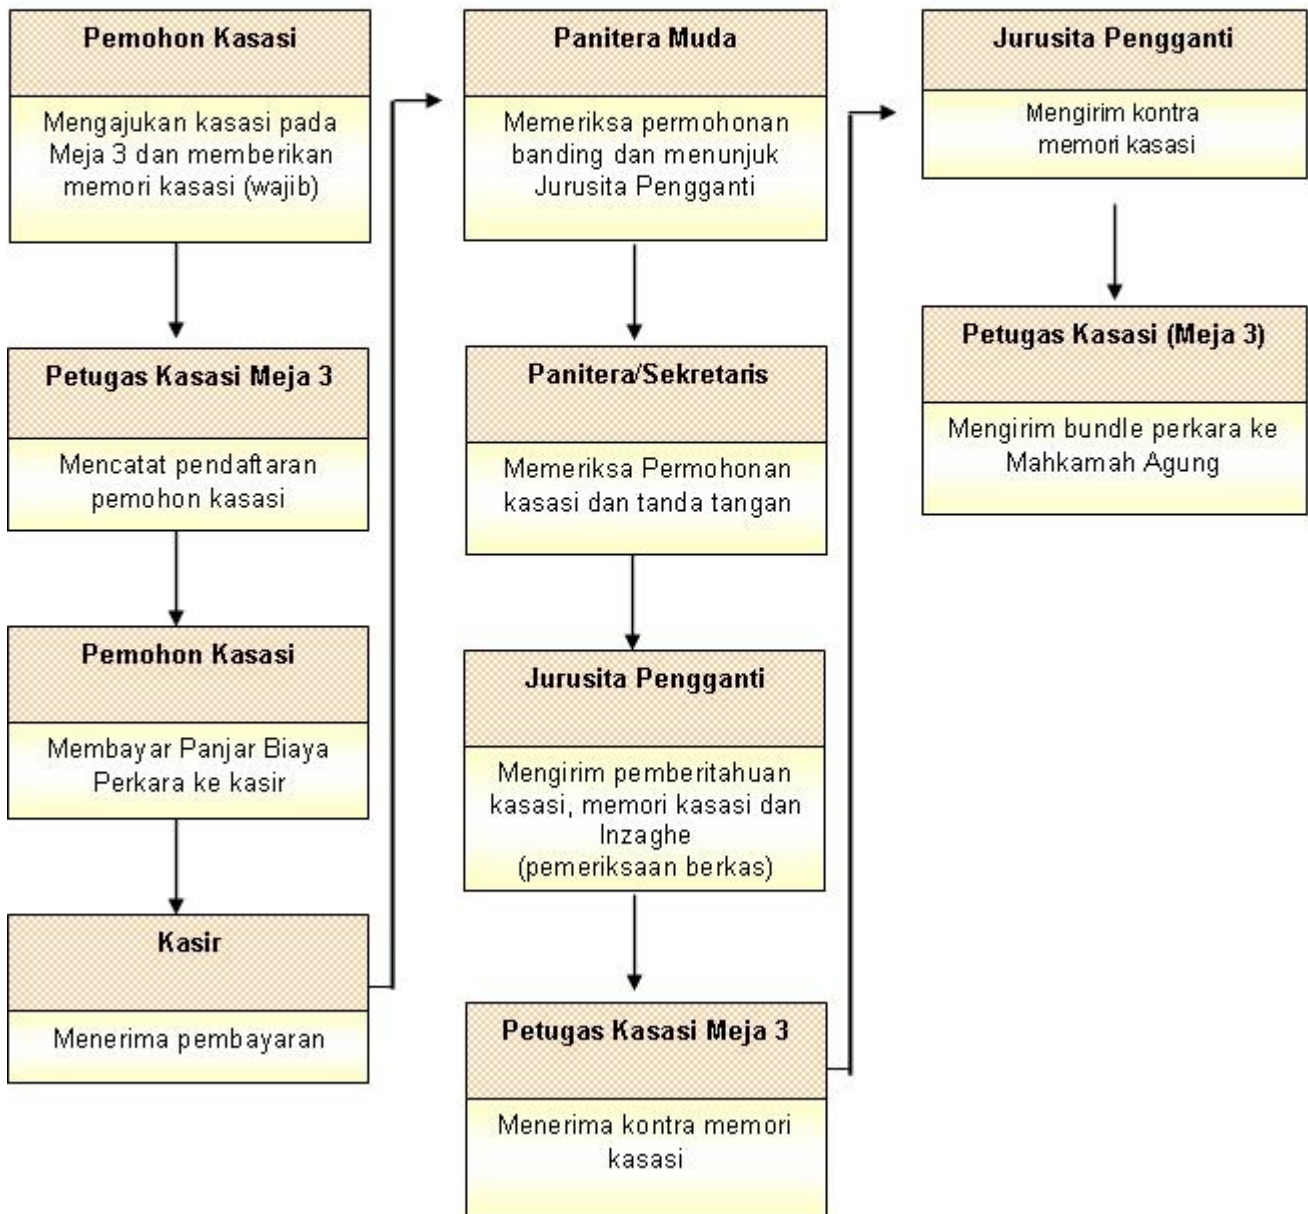 Pemohon Kasasi
Mengajukan kasasi pada
Meja 3 dan memberikan
memori kasasi (wajib)
Petugas Kasasi Meja 3
Mencatat pendaftaran
pemohon kasasi
Pemohon Kasasi
Membayar Panjar Biaya
Perkara ke kasir
Kasir
Menerima pembayaran
Panitera Muda
Memeriksa permohonan
banding dan menunjuk
Jurusita Pengganti
Panitera/Sekretaris
Memeriksa Permohonan
kasasi dan tanda tangan
Jurusita Pengganti
Mengirim pemberitahuan
kasasi, memori kasasi dan
Inzaghe
(pemeriksaan berkas)
Petugas Kasasi Meja 3
Menerima kontra memori
kasasi
Jurusita Pengganti
Mengirim kontra
memori kasasi
Petugas Kasasi (Meja 3)
Mengirim bundle perkara ke
Mahkamah Agung